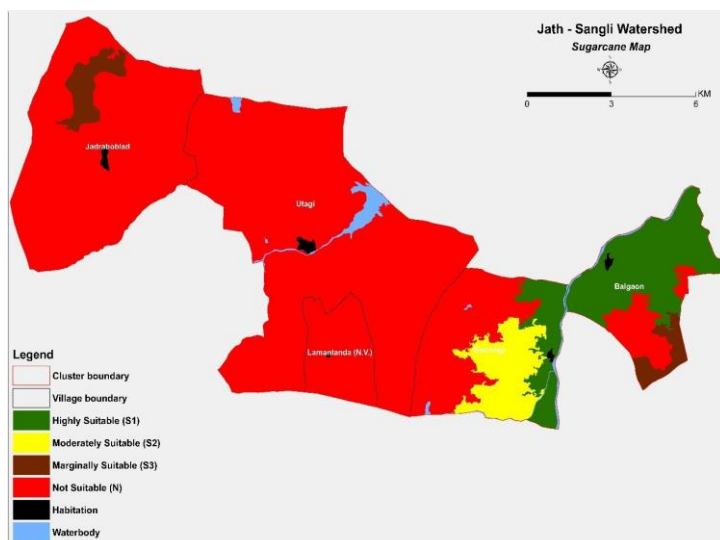 Jath - Sangli Watershed
Sugarcane Map
KM
0 3 6
Jadraboblad
Utagi
Balgaon
Lamantanda (N.V.)
Legend
Cluster boundary
Village boundary
Highly Suitable (S1)
Moderately Suitable (S2)
Marginally Suitable (S3)
Not Suitable (N)
Habitation
Waterbody